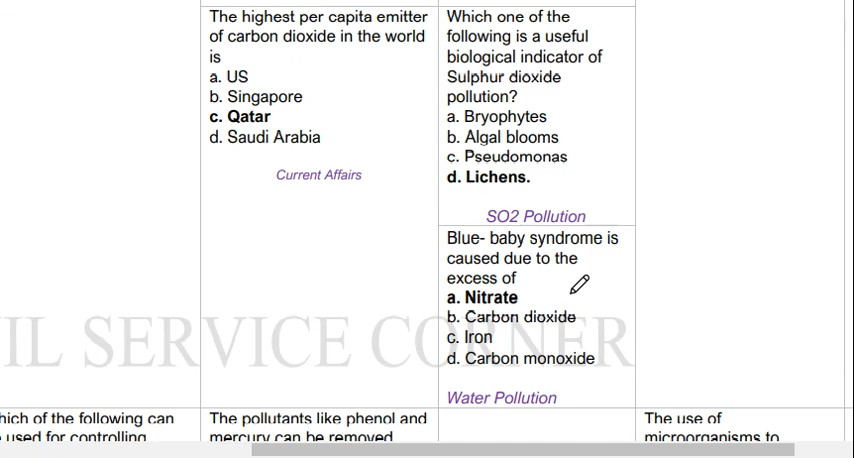 The highest per capita emitter
of carbon dioxide in the world
is
a. US
b. Singapore
c. Qatar
d. Saudi Arabia
Current Affairs
Which one of the
following is a useful
biological indicator of
Sulphur dioxide
pollution?
a. Bryophytes
b. Algal blooms
c. Pseudomonas
d. Lichens.
SO2 Pollution
Blue- baby syndrome is
caused due to the
excess of
a. Nitrate
b. Carbon dioxide
c. Iron
d. Carbon monoxide
Water Pollution
IL SERVICE CORNER
hich of the following can
used for controlling
The pollutants like phenol and
mercury can be removed
The use of
microorganisms to